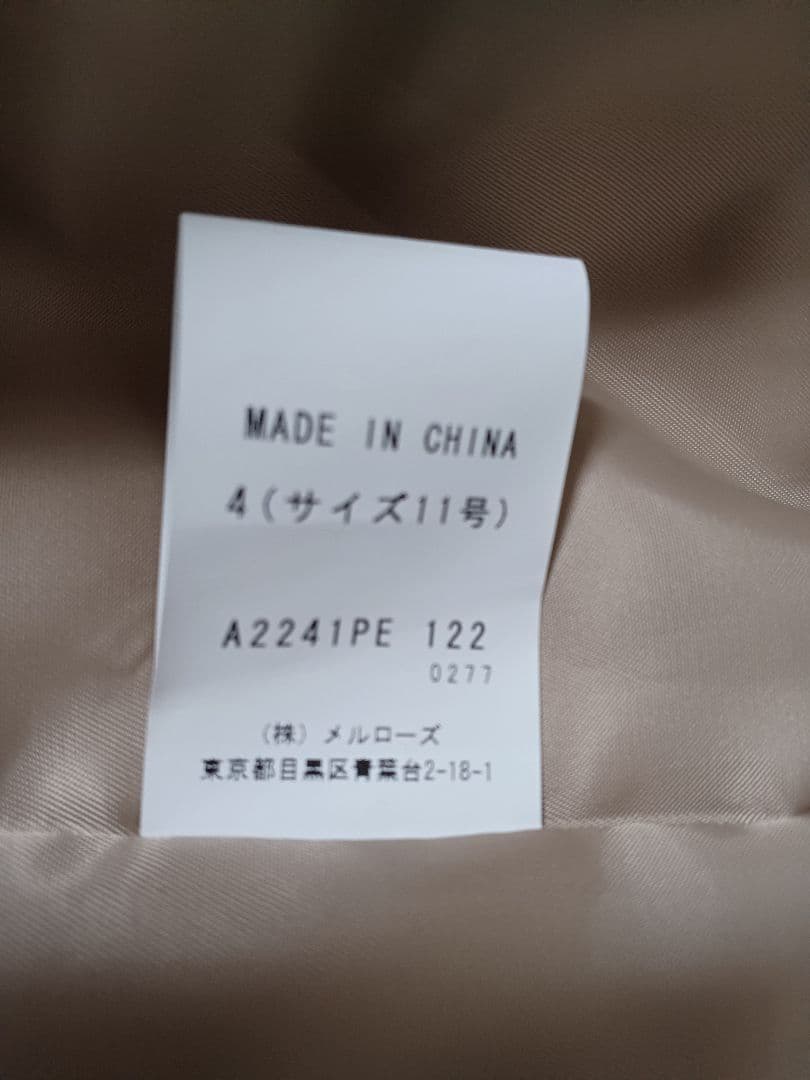 MADE IN CHINA
4(サイズ11号)
A2241PE 122
0277
(株)メルローズ
東京都目黒区青葉台2-18-1